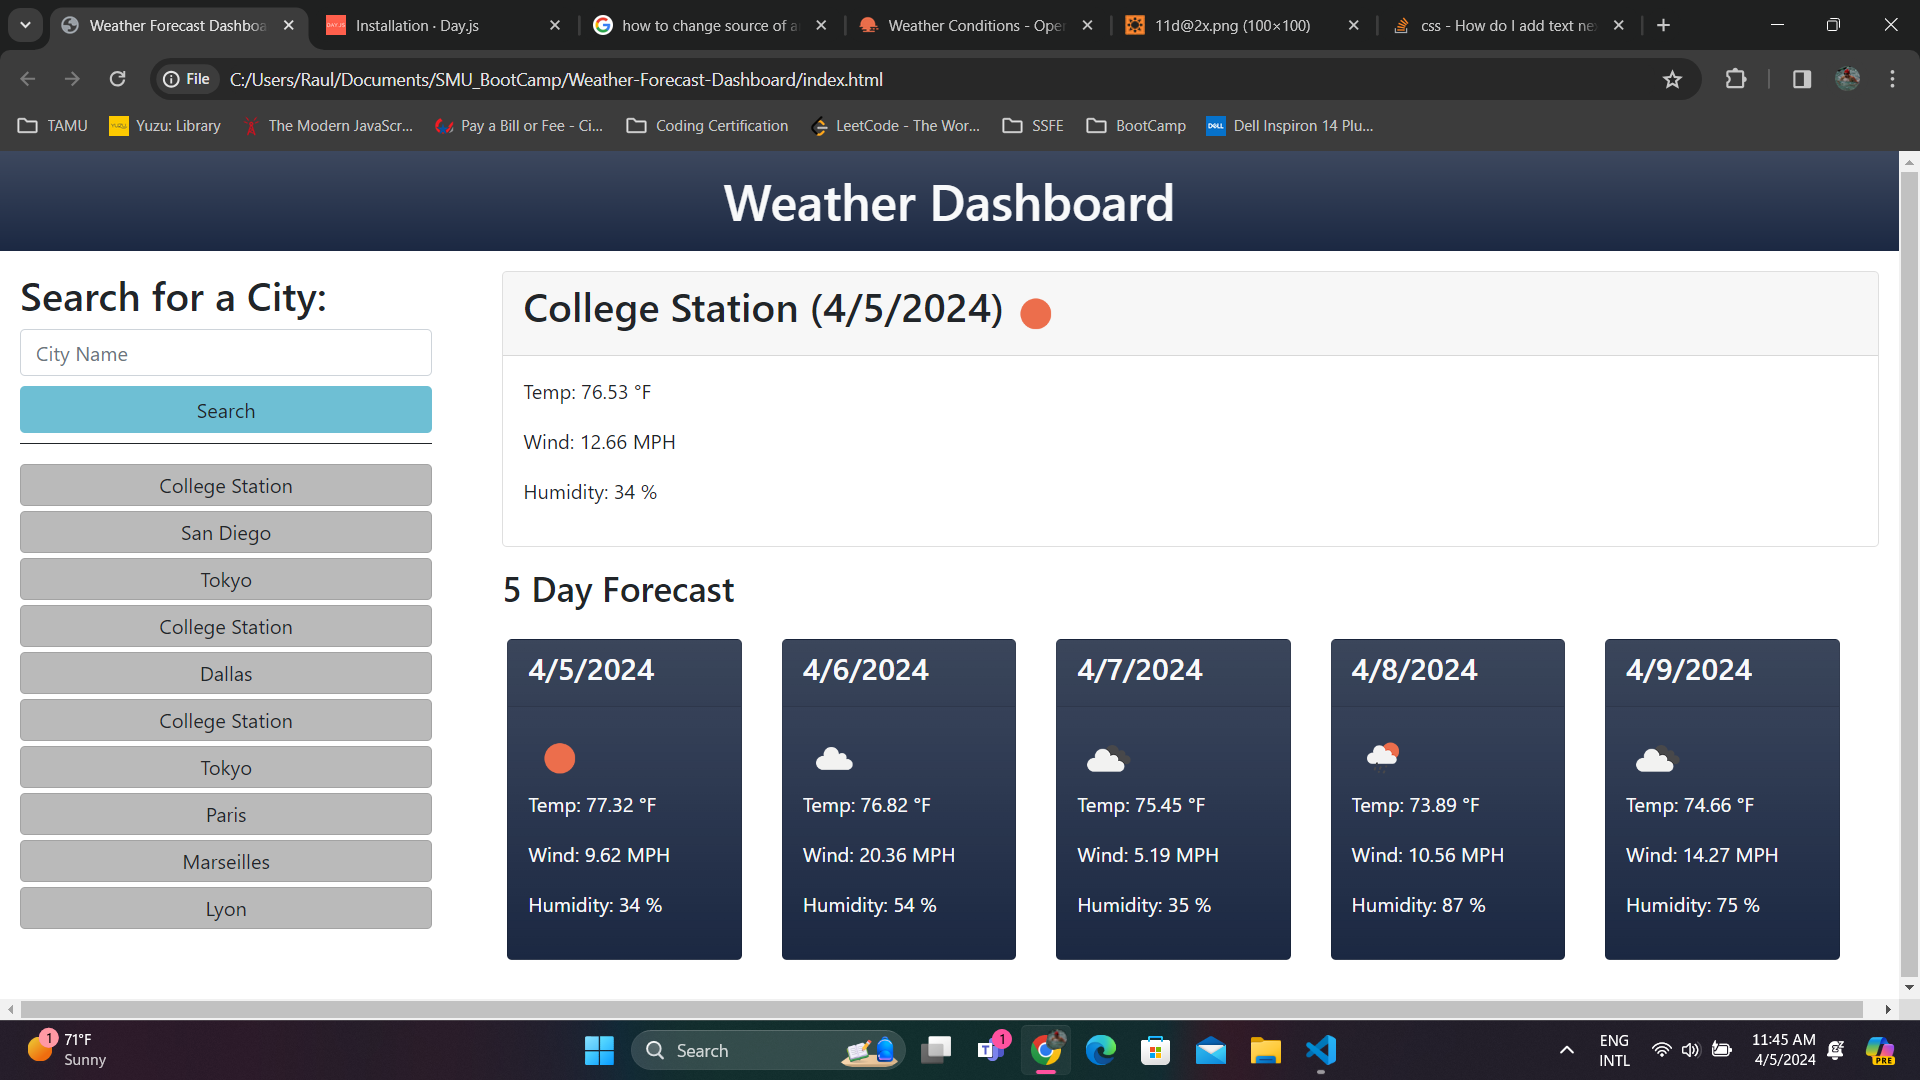 Weather Forecast Dashboa
Installation · Day.js
how to change source of a
Weather Conditions - Oper
11d@2x.png (100×100)
css - How do I add text ne
File
C:/Users/Raul/Documents/SMU_BootCamp/Weather-Forecast-Dashboard/index.html
TAMU
Yuzu: Library
The Modern JavaScr...
Pay a Bill or Fee - Ci...
Coding Certification
LeetCode - The Wor...
SSFE
BootCamp
Dell Inspiron 14 Plu...
Weather Dashboard
Search for a City:
City Name
Search
College Station
San Diego
Tokyo
College Station
Dallas
College Station
Tokyo
Paris
Marseilles
Lyon
College Station (4/5/2024)
Temp: 76.53 °F
Wind: 12.66 MPH
Humidity: 34 %
5 Day Forecast
4/5/2024
Temp: 77.32 °F
Wind: 9.62 MPH
Humidity: 34 %
4/6/2024
Temp: 76.82 °F
Wind: 20.36 MPH
Humidity: 54 %
4/7/2024
Temp: 75.45 °F
Wind: 5.19 MPH
Humidity: 35 %
4/8/2024
Temp: 73.89 °F
Wind: 10.56 MPH
Humidity: 87 %
4/9/2024
Temp: 74.66 °F
Wind: 14.27 MPH
Humidity: 75 %
1
71°F
Sunny
Search
1
ENG
INTL
11:45 AM
4/5/2024
PRE